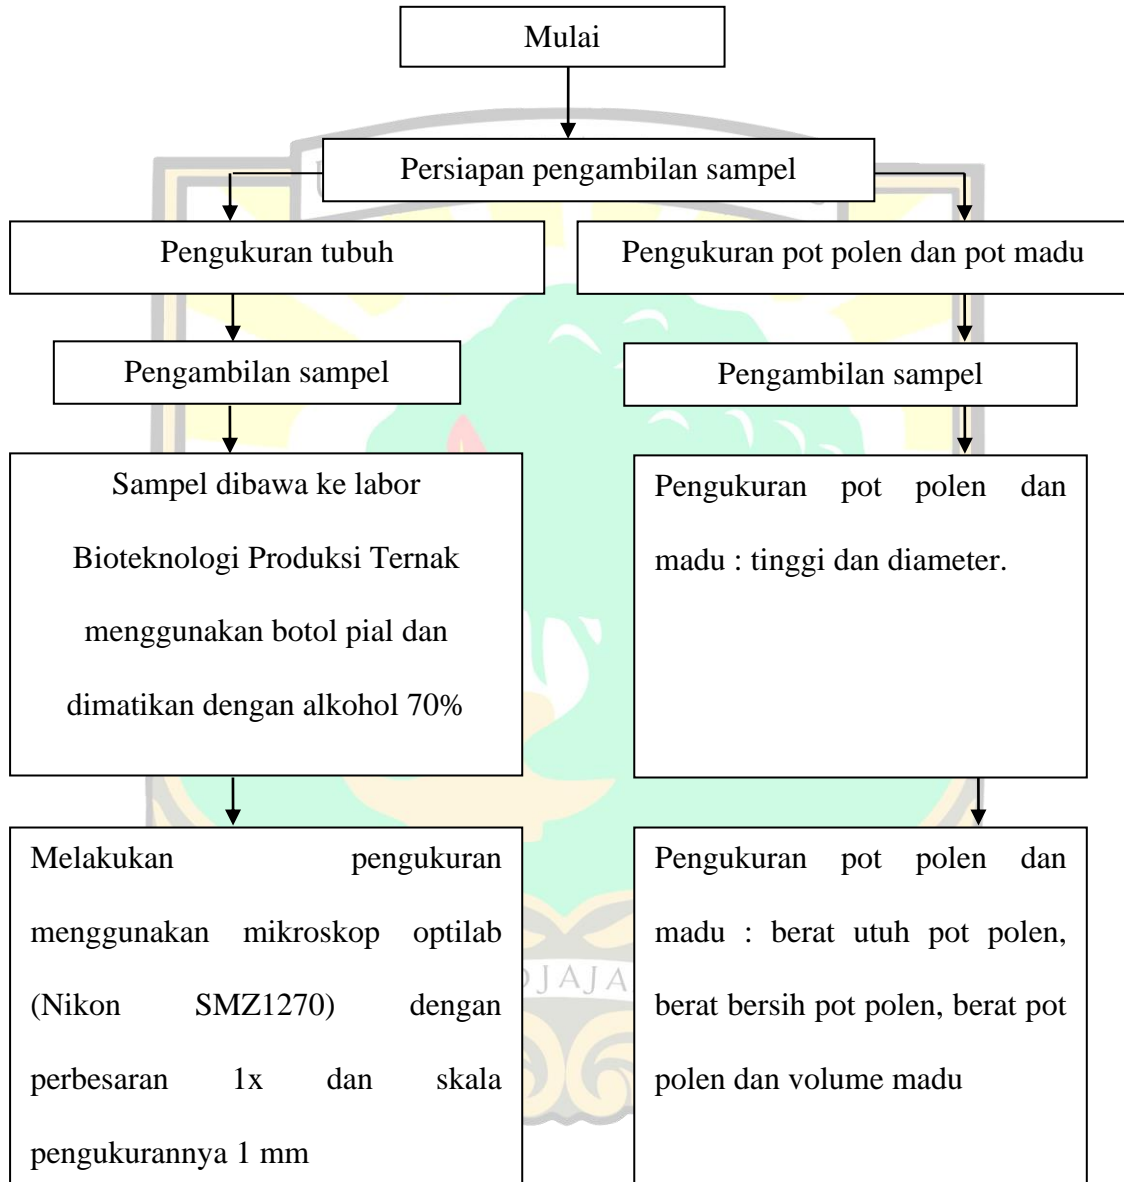 Mulai
Persiapan pengambilan sampel
Pengukuran tubuh
Pengukuran pot polen dan pot madu
Pengambilan sampel
Pengambilan sampel
Sampel dibawa ke labor
Bioteknologi Produksi Ternak
menggunakan botol pial dan
dimatikan dengan alkohol 70%
Pengukuran pot polen dan
madu : tinggi dan diameter.
Melakukan pengukuran
menggunakan mikroskop optilab
(Nikon SMZ1270) dengan
perbesaran 1x dan skala
pengukurannya 1 mm
Pengukuran pot polen dan
madu : berat utuh pot polen,
berat bersih pot polen, berat pot
polen dan volume madu